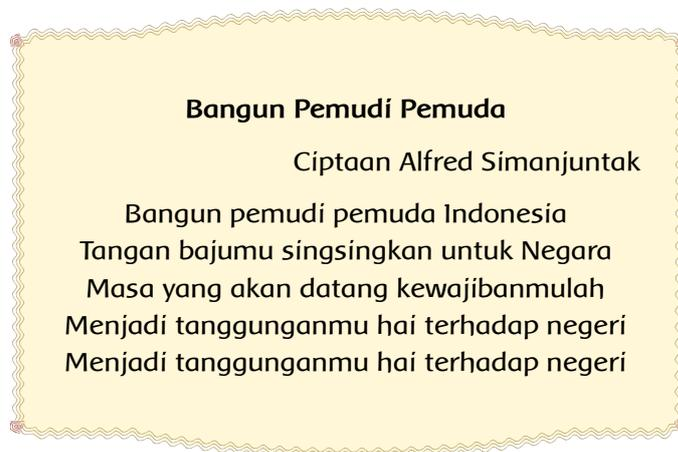 Bangun Pemudi Pemuda
Ciptaan Alfred Simanjuntak
Bangun pemudi pemuda Indonesia
Tangan bajumu singsingkan untuk Negara
Masa yang akan datang kewajibanmulah
Menjadi tanggunganmu hai terhadap negeri
Menjadi tanggunganmu hai terhadap negeri